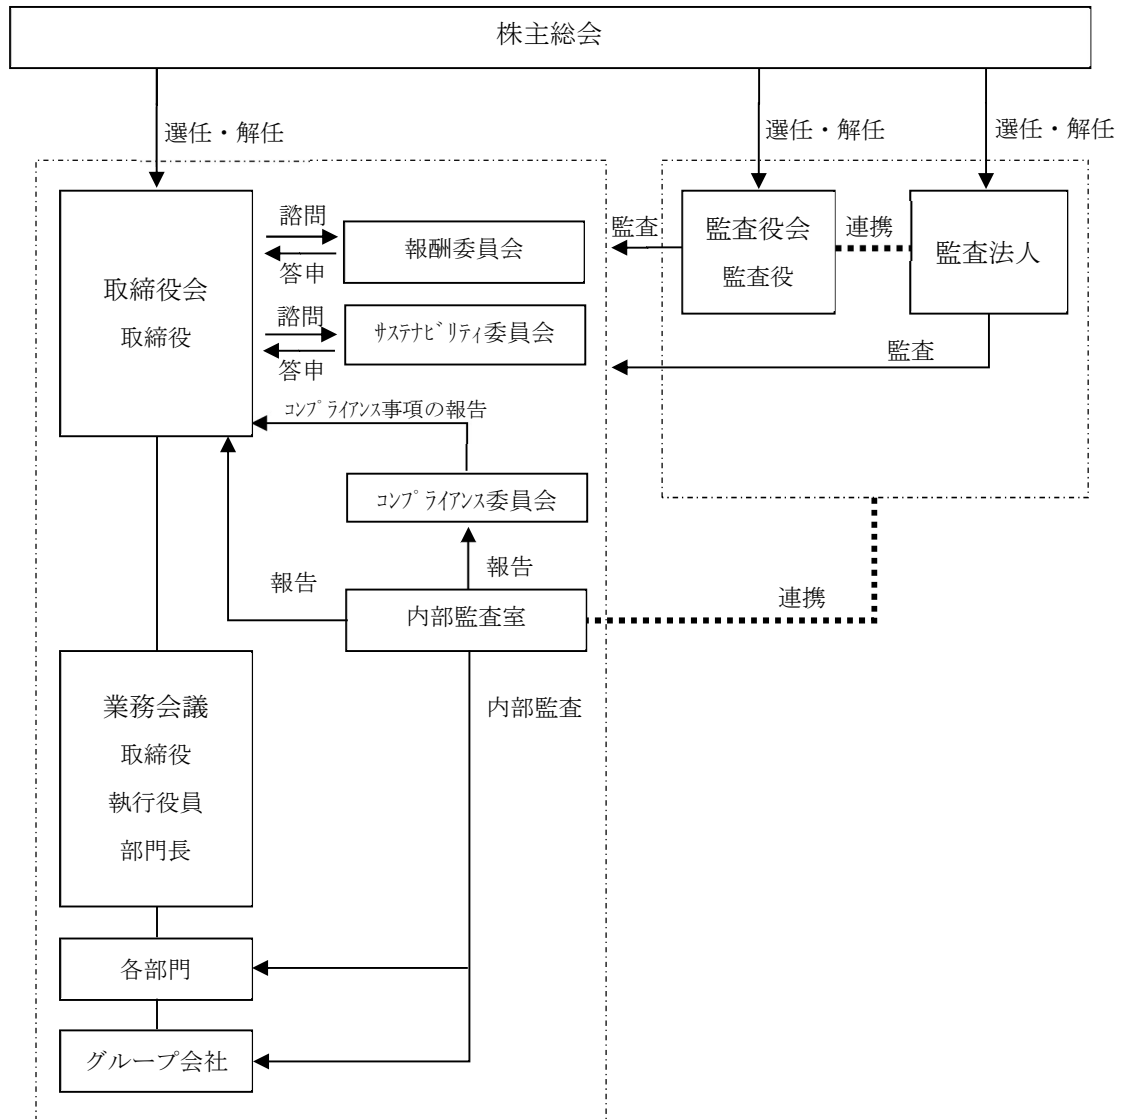 株主総会
選任・解任
選任・解任
選任・解任
取締役会
取締役
諮問
答申
報酬委員会
諮問
答申
ｻｽﾃﾅﾋﾞﾘﾃｨ委員会
監査
監査役会
監査役
連携
監査法人
監査
ｺﾝﾌﾟﾗｲｱﾝｽ事項の報告
ｺﾝﾌﾟﾗｲｱﾝｽ委員会
報告
報告
内部監査室
連携
内部監査
業務会議
取締役
執行役員
部門長
各部門
グループ会社